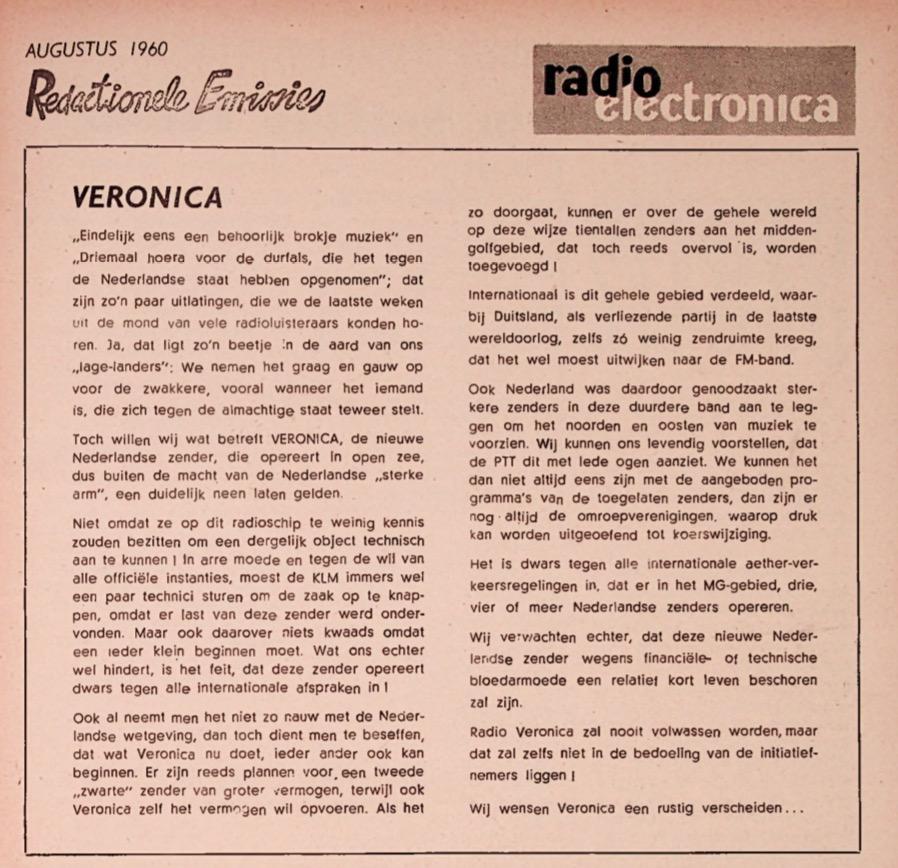 AUGUSTUS 1960
Redactionele Emissies
radio
electronica
VERONICA
„Eindelijk eens een behoorlijk brokje muziek" en
„Driemaal hoera voor de durfals, die het tegen
de Nederlandse staat hebben opgenomen"; dat
zijn zo'n paar uitlatingen, die we de laatste weken
uit de mond van vele radioluisteraars konden ho-
ren. Ja, dat ligt zo'n beetje in de aard van ons
„lage-landers": We nemen het graag en gauw op
voor de zwakkere, vooral wanneer het iemand
is, die zich tegen de almachtige staat teweer stelt.
Toch willen wij wat betreft VERONICA, de nieuwe
Nederlandse zender, die opereert in open zee,
dus buiten de macht van de Nederlandse „sterke
arm", een duidelijk neen laten gelden.
Niet omdat ze op dit radioschip te weinig kennis
zouden bezitten om een dergelijk object technisch
aan te kunnen ! In arre moede en tegen de wil van
alle officiële instanties, moest de KLM immers wel
een paar technici sturen om de zaak op te knap-
pen, omdat er last van deze zender werd onder-
vonden. Maar ook daarover niets kwaads omdat
een ieder klein beginnen moet. Wat ons echter
wel hindert, is het feit, dat deze zender opereert
dwars tegen alle internationale afspraken in !
Ook al neemt men het niet zo nauw met de Neder-
landse wetgeving, dan toch dient men te beseffen,
dat wat Veronica nu doet, ieder ander ook kan
beginnen. Er zijn reeds plannen voor een tweede
„zwarte" zender van groter vermogen, terwijl ook
Veronica zelf het vermogen wil opvoeren. Als het
zo doorgaat, kunnen er over de gehele wereld
op deze wijze tientallen zenders aan het midden-
golfgebied, dat toch reeds overvol is, worden
toegevoegd !
Internationaal is dit gehele gebied verdeeld, waar-
bij Duitsland, als verliezende partij in de laatste
wereldoorlog, zelfs zó weinig zendruimte kreeg,
dat het wel moest uitwijken naar de FM-band.
Ook Nederland was daardoor genoodzaakt ster-
kere zenders in deze duurdere band aan te leg-
gen om het noorden en oosten van muziek te
voorzien. Wij kunnen ons levendig voorstellen, dat
de PTT dit met lede ogen aanziet. We kunnen het
dan niet altijd eens zijn met de aangeboden pro-
gramma's van de toegelaten zenders, dan zijn er
nog altijd de omroepverenigingen, waarop druk
kan worden uitgeoefend tot koerswijziging.
Het is dwars tegen alle internationale aether-ver-
keersregelingen in, dat er in het MG-gebied, drie,
vier of meer Nederlandse zenders opereren.
Wij verwachten echter, dat deze nieuwe Neder-
landse zender wegens financiële- of technische
bloedarmoede een relatief kort leven beschoren
zal zijn.
Radio Veronica zal nooit volwassen worden, maar
dat zal zelfs niet in de bedoeling van de initiatief-
nemers liggen !
Wij wensen Veronica een rustig verscheiden...